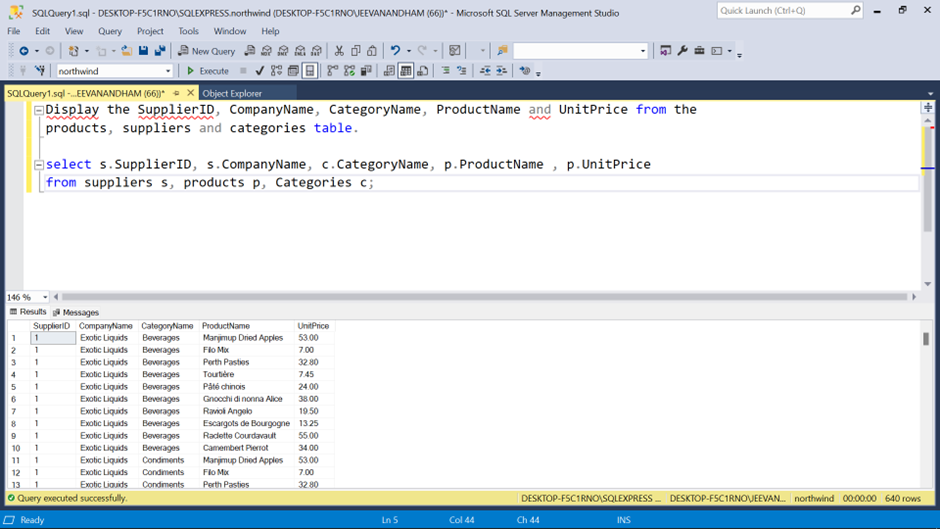 SQLQuery1.sql - DESKTOP-F5C1RNO\SQLEXPRESS.northwind (DESKTOP-F5C1RNO\JEEVANANDHAM (66))* - Microsoft SQL Server Management Studio
Quick Launch (Ctrl+Q)
File Edit View Query Project Tools Window Help
New Query
northwind Execute
SQLQuery1.sql -...EEVANANDHAM (66))* Object Explorer
Display the SupplierID, CompanyName, CategoryName, ProductName and UnitPrice from the
products, suppliers and categories table.
select s.SupplierID, s.CompanyName, c.CategoryName, p.ProductName , p.UnitPrice
from suppliers s, products p, Categories c;
146 %
Results Messages
SupplierID CompanyName CategoryName ProductName UnitPrice
1 1 Exotic Liquids Beverages Manjimup Dried Apples 53.00
2 1 Exotic Liquids Beverages Filo Mix 7.00
3 1 Exotic Liquids Beverages Perth Pasties 32.80
4 1 Exotic Liquids Beverages Tourtière 7.45
5 1 Exotic Liquids Beverages Pâté chinois 24.00
6 1 Exotic Liquids Beverages Gnocchi di nonna Alice 38.00
7 1 Exotic Liquids Beverages Ravioli Angelo 19.50
8 1 Exotic Liquids Beverages Escargots de Bourgogne 13.25
9 1 Exotic Liquids Beverages Raclette Courdavault 55.00
10 1 Exotic Liquids Beverages Camembert Pierrot 34.00
11 1 Exotic Liquids Condiments Manjimup Dried Apples 53.00
12 1 Exotic Liquids Condiments Filo Mix 7.00
13 1 Exotic Liquids Condiments Perth Pasties 32.80
Query executed successfully. DESKTOP-F5C1RNO\SQLEXPRESS ... DESKTOP-F5C1RNO\JEEVAN... northwind 00:00:00 640 rows
Ready Ln 5 Col 44 Ch 44 INS